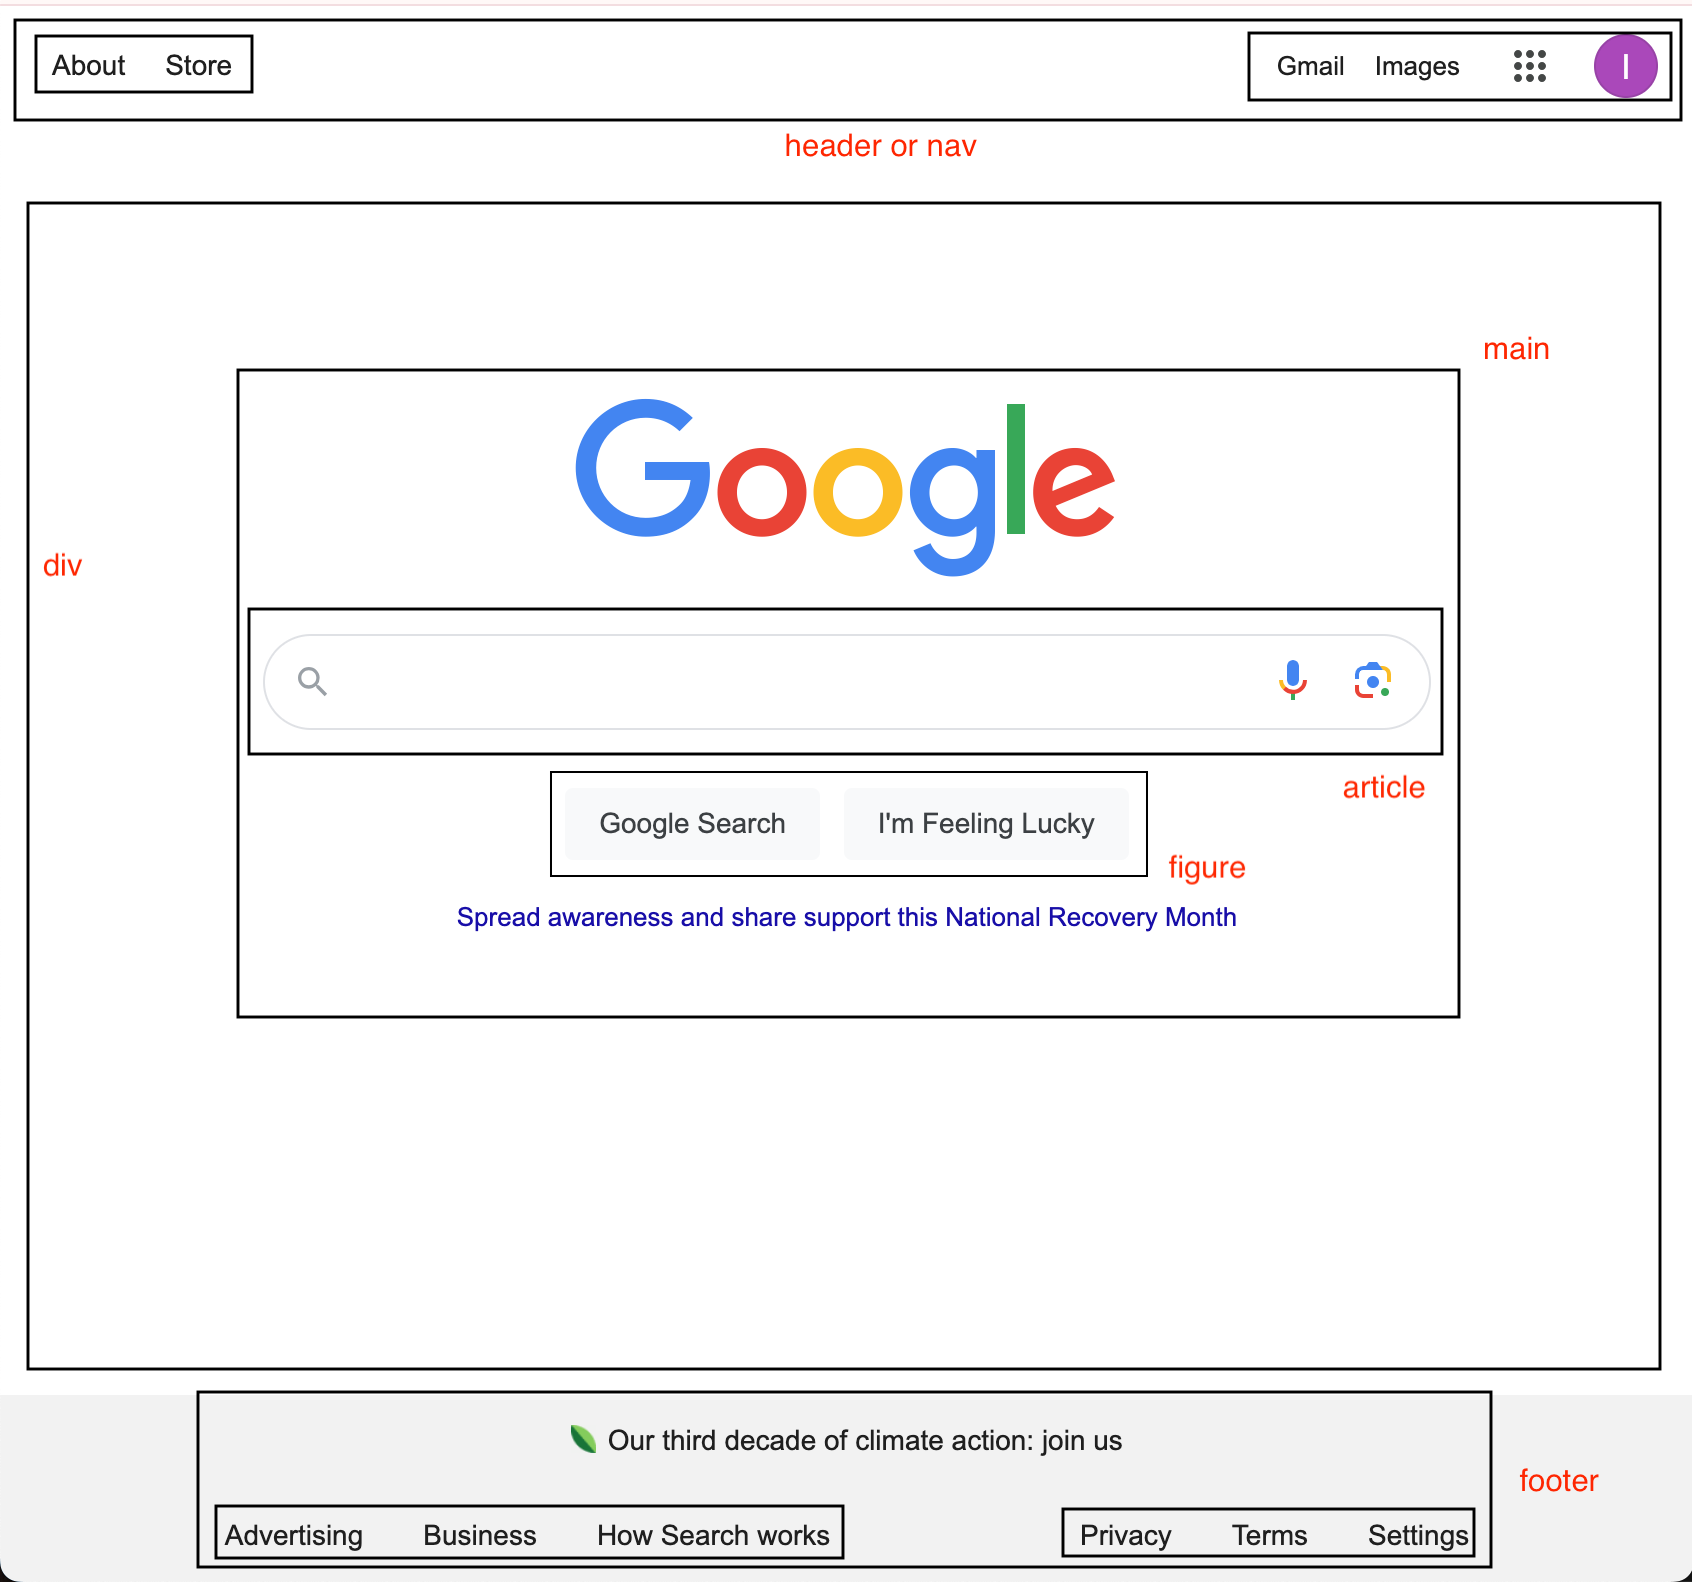 About Store Gmail Images I
header or nav
main
Google
div
article
Google Search I'm Feeling Lucky
figure
Spread awareness and share support this National Recovery Month
Our third decade of climate action: join us
footer
Advertising Business How Search works Privacy Terms Settings